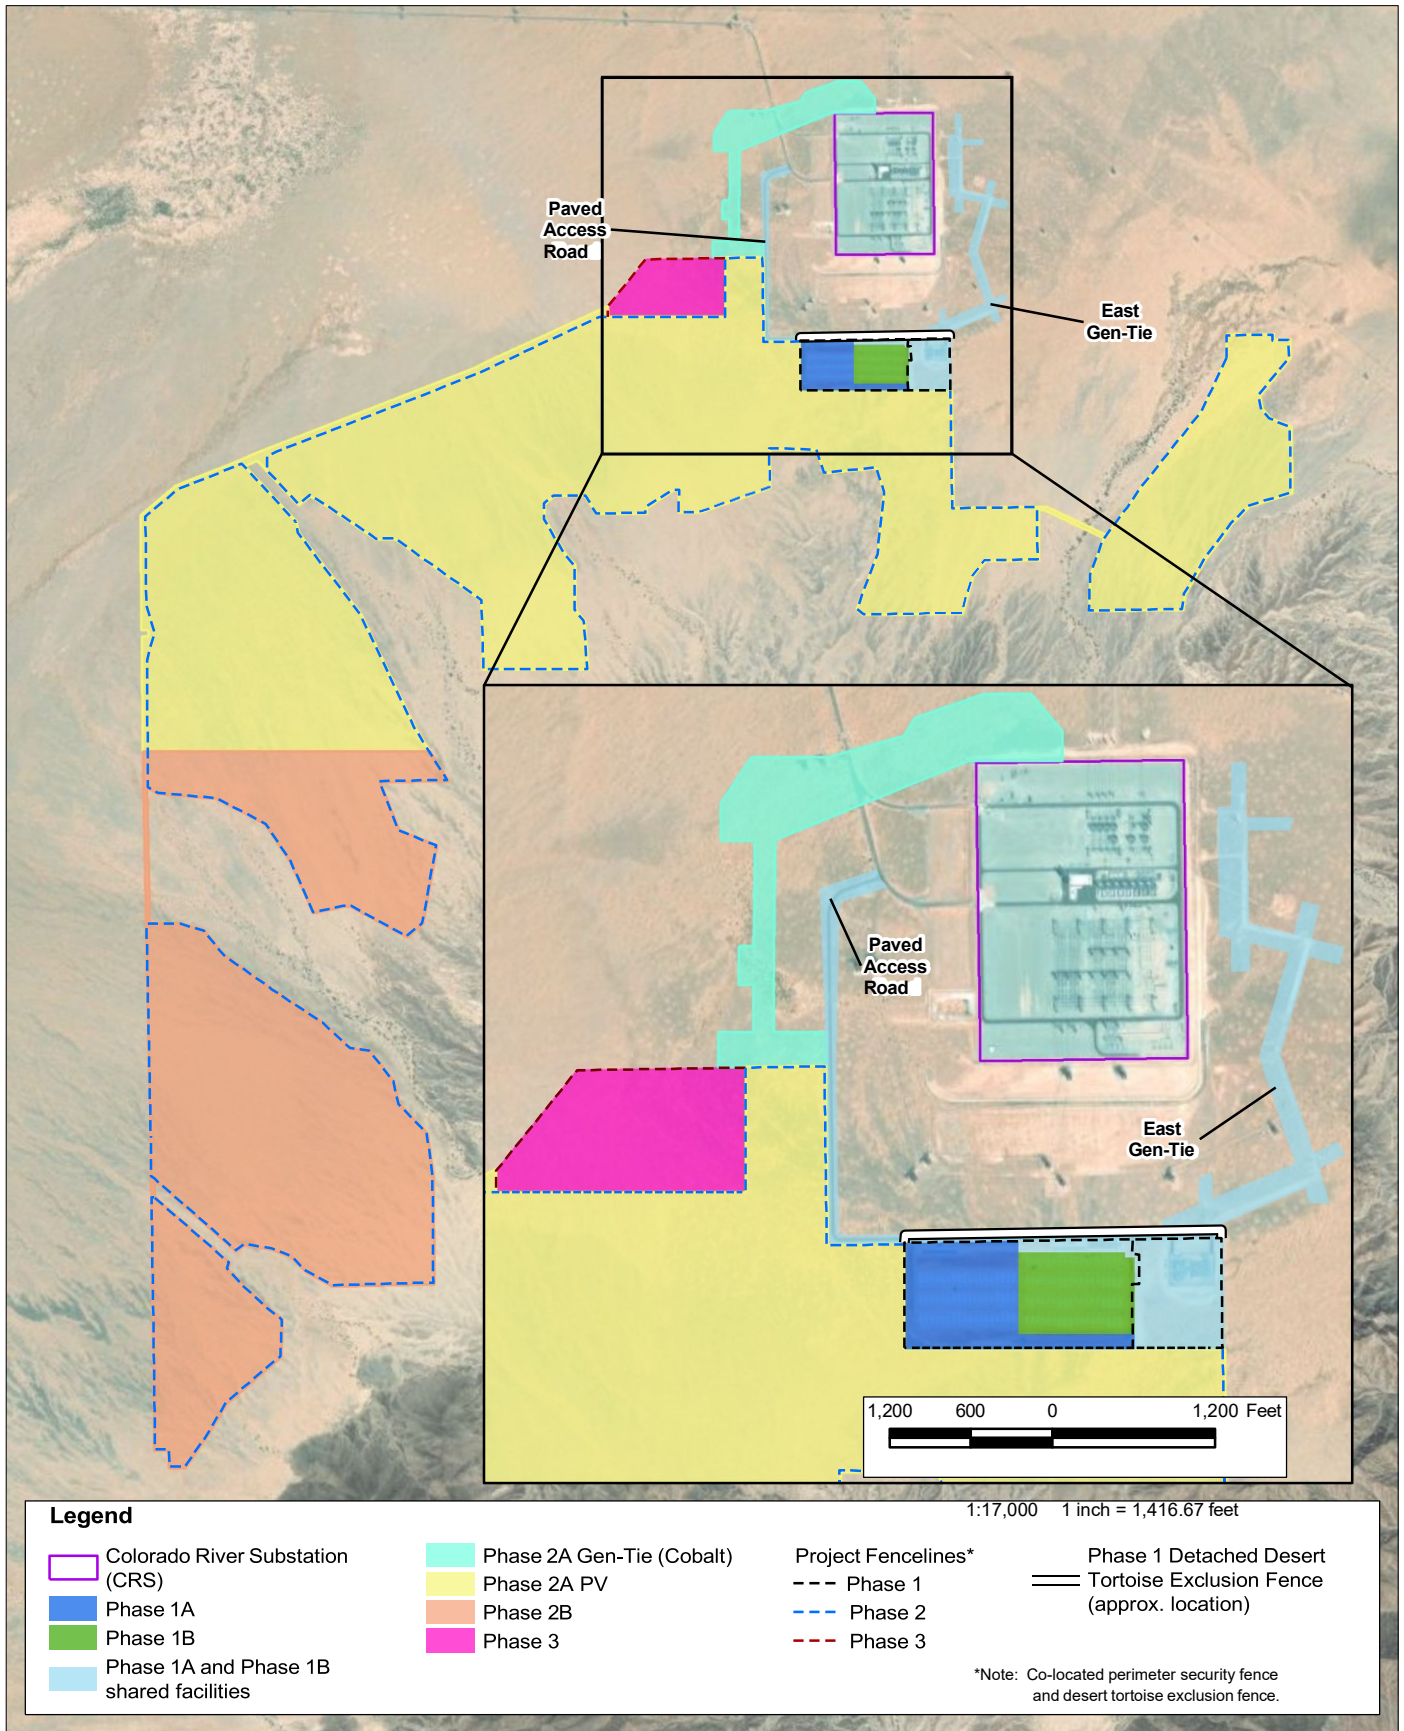 Paved
Access
Road
East
Gen-Tie
Paved
Access
Road
East
Gen-Tie
1,200 600 0 1,200 Feet
1:17,000 1 inch = 1,416.67 feet
Legend
Colorado River Substation
(CRS)
Phase 1A
Phase 1B
Phase 1A and Phase 1B
shared facilities
Phase 2A Gen-Tie (Cobalt)
Phase 2A PV
Phase 2B
Phase 3
Project Fencelines*
Phase 1
Phase 2
Phase 3
Phase 1 Detached Desert
Tortoise Exclusion Fence
(approx. location)
*Note: Co-located perimeter security fence
and desert tortoise exclusion fence.